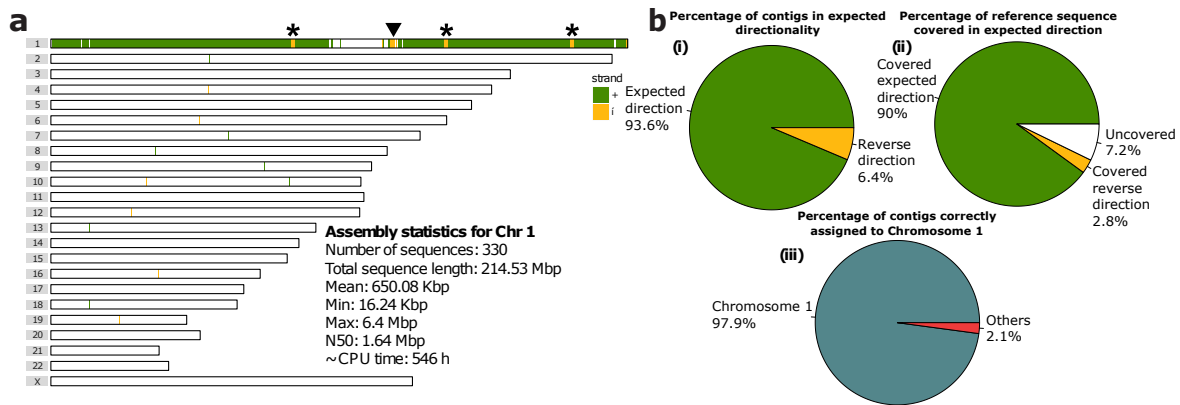 a
*
*
*
1
2
3
4
5
6
7
8
9
10
11
12
13
14
15
16
17
18
19
20
21
22
X
Assembly statistics for Chr 1
Number of sequences: 330
Total sequence length: 214.53 Mbp
Mean: 650.08 Kbp
Min: 16.24 Kbp
Max: 6.4 Mbp
N50: 1.64 Mbp
~CPU time: 546 h
strand
+
i
b
Percentage of contigs in expected
directionality
(i)
Expected
direction
93.6%
Reverse
direction
6.4%
Percentage of reference sequence
covered in expected direction
(ii)
Covered
expected
direction
90%
Uncovered
7.2%
Covered
reverse
direction
2.8%
Percentage of contigs correctly
assigned to Chromosome 1
(iii)
Chromosome 1
97.9%
Others
2.1%